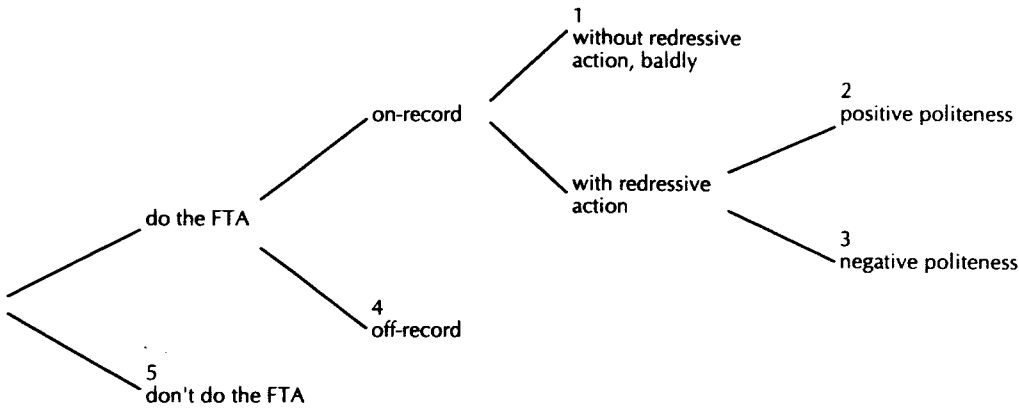 1
without redressive
action, baldly
2
positive politeness
on-record
with redressive
action
do the FTA
3
negative politeness
4
off-record
5
don't do the FTA